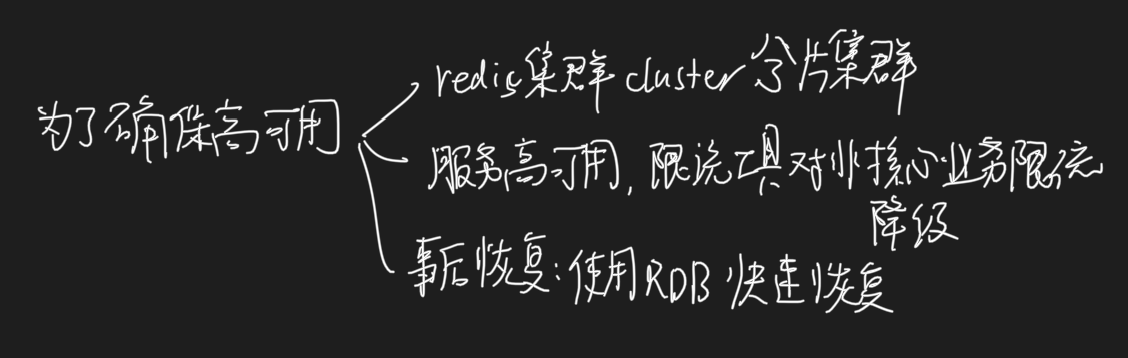 redis集群 cluster 分片集群
为了确保高可用
服务高可用,限流工具对非核心业务限流
降级
事后恢复:使用RDB 快速恢复